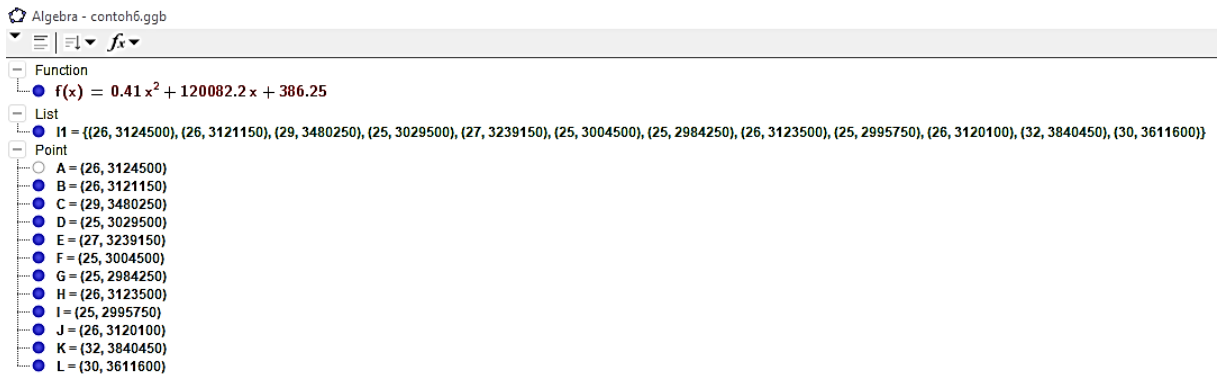 Algebra - contoh6.ggb
fx
Function
f(x) = 0.41 x² + 120082.2 x + 386.25
List
l1 = {(26, 3124500), (26, 3121150), (29, 3480250), (25, 3029500), (27, 3239150), (25, 3004500), (25, 2984250), (26, 3123500), (25, 2995750), (26, 3120100), (32, 3840450), (30, 3611600)}
Point
A = (26, 3124500)
B = (26, 3121150)
C = (29, 3480250)
D = (25, 3029500)
E = (27, 3239150)
F = (25, 3004500)
G = (25, 2984250)
H = (26, 3123500)
I = (25, 2995750)
J = (26, 3120100)
K = (32, 3840450)
L = (30, 3611600)